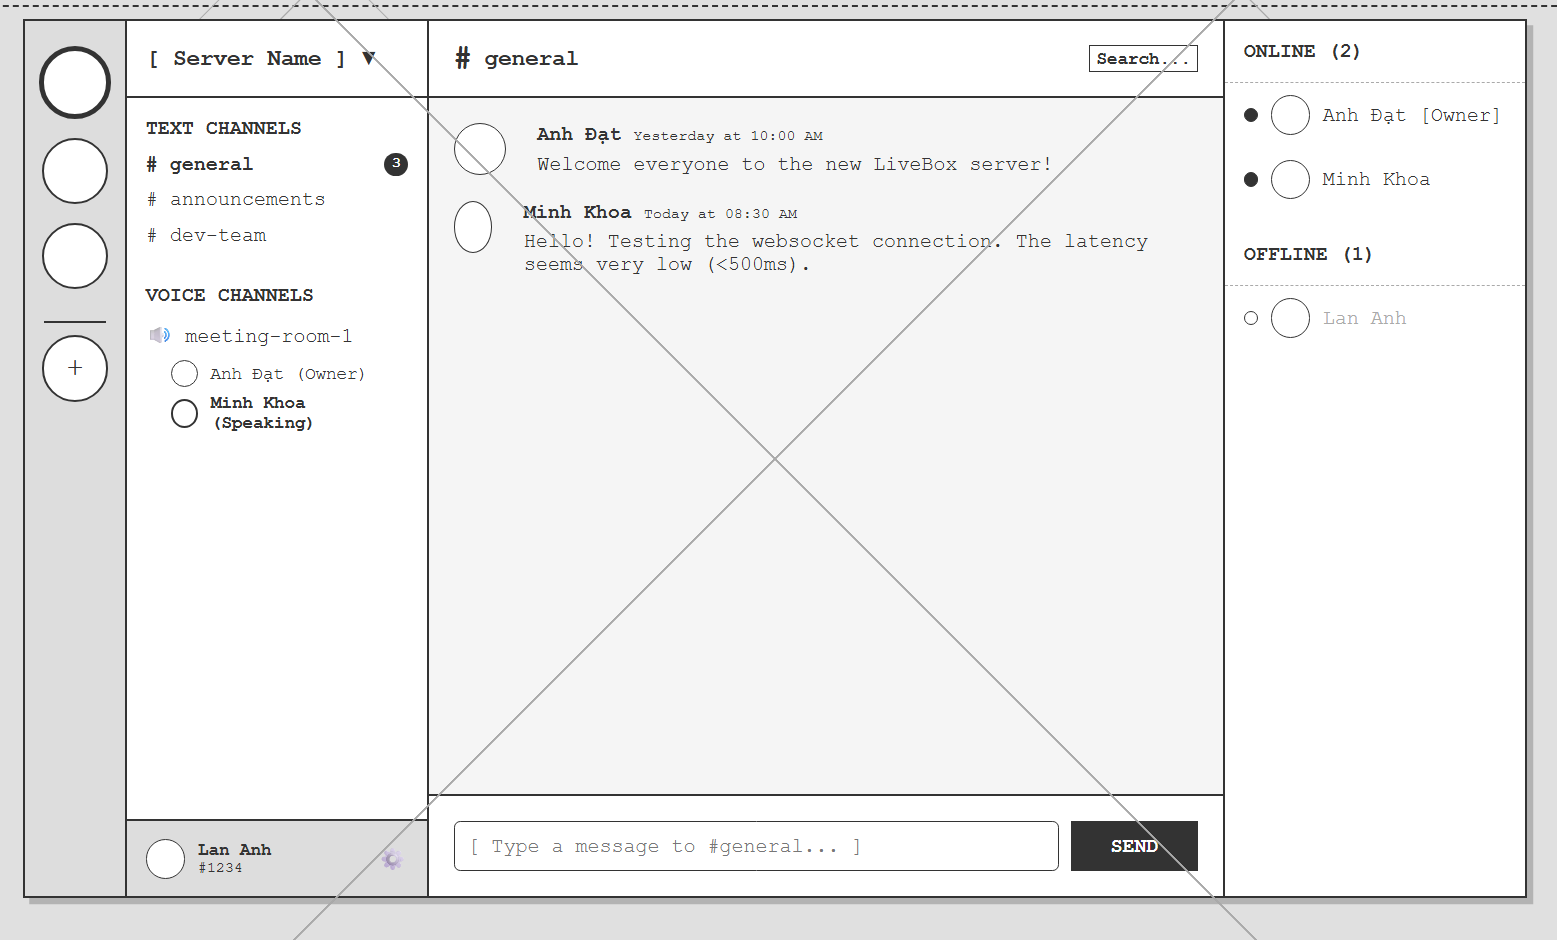 [ Server Name ] ▼
TEXT CHANNELS
# general 3
# announcements
# dev-team
VOICE CHANNELS
🔊 meeting-room-1
Anh Đạt (Owner)
Minh Khoa
(Speaking)
Lan Anh
#1234
# general
Search...
Anh Đạt Yesterday at 10:00 AM
Welcome everyone to the new LiveBox server!
Minh Khoa Today at 08:30 AM
Hello! Testing the websocket connection. The latency
seems very low (<500ms).
[ Type a message to #general... ]
SEND
ONLINE (2)
Anh Đạt [Owner]
Minh Khoa
OFFLINE (1)
Lan Anh
+